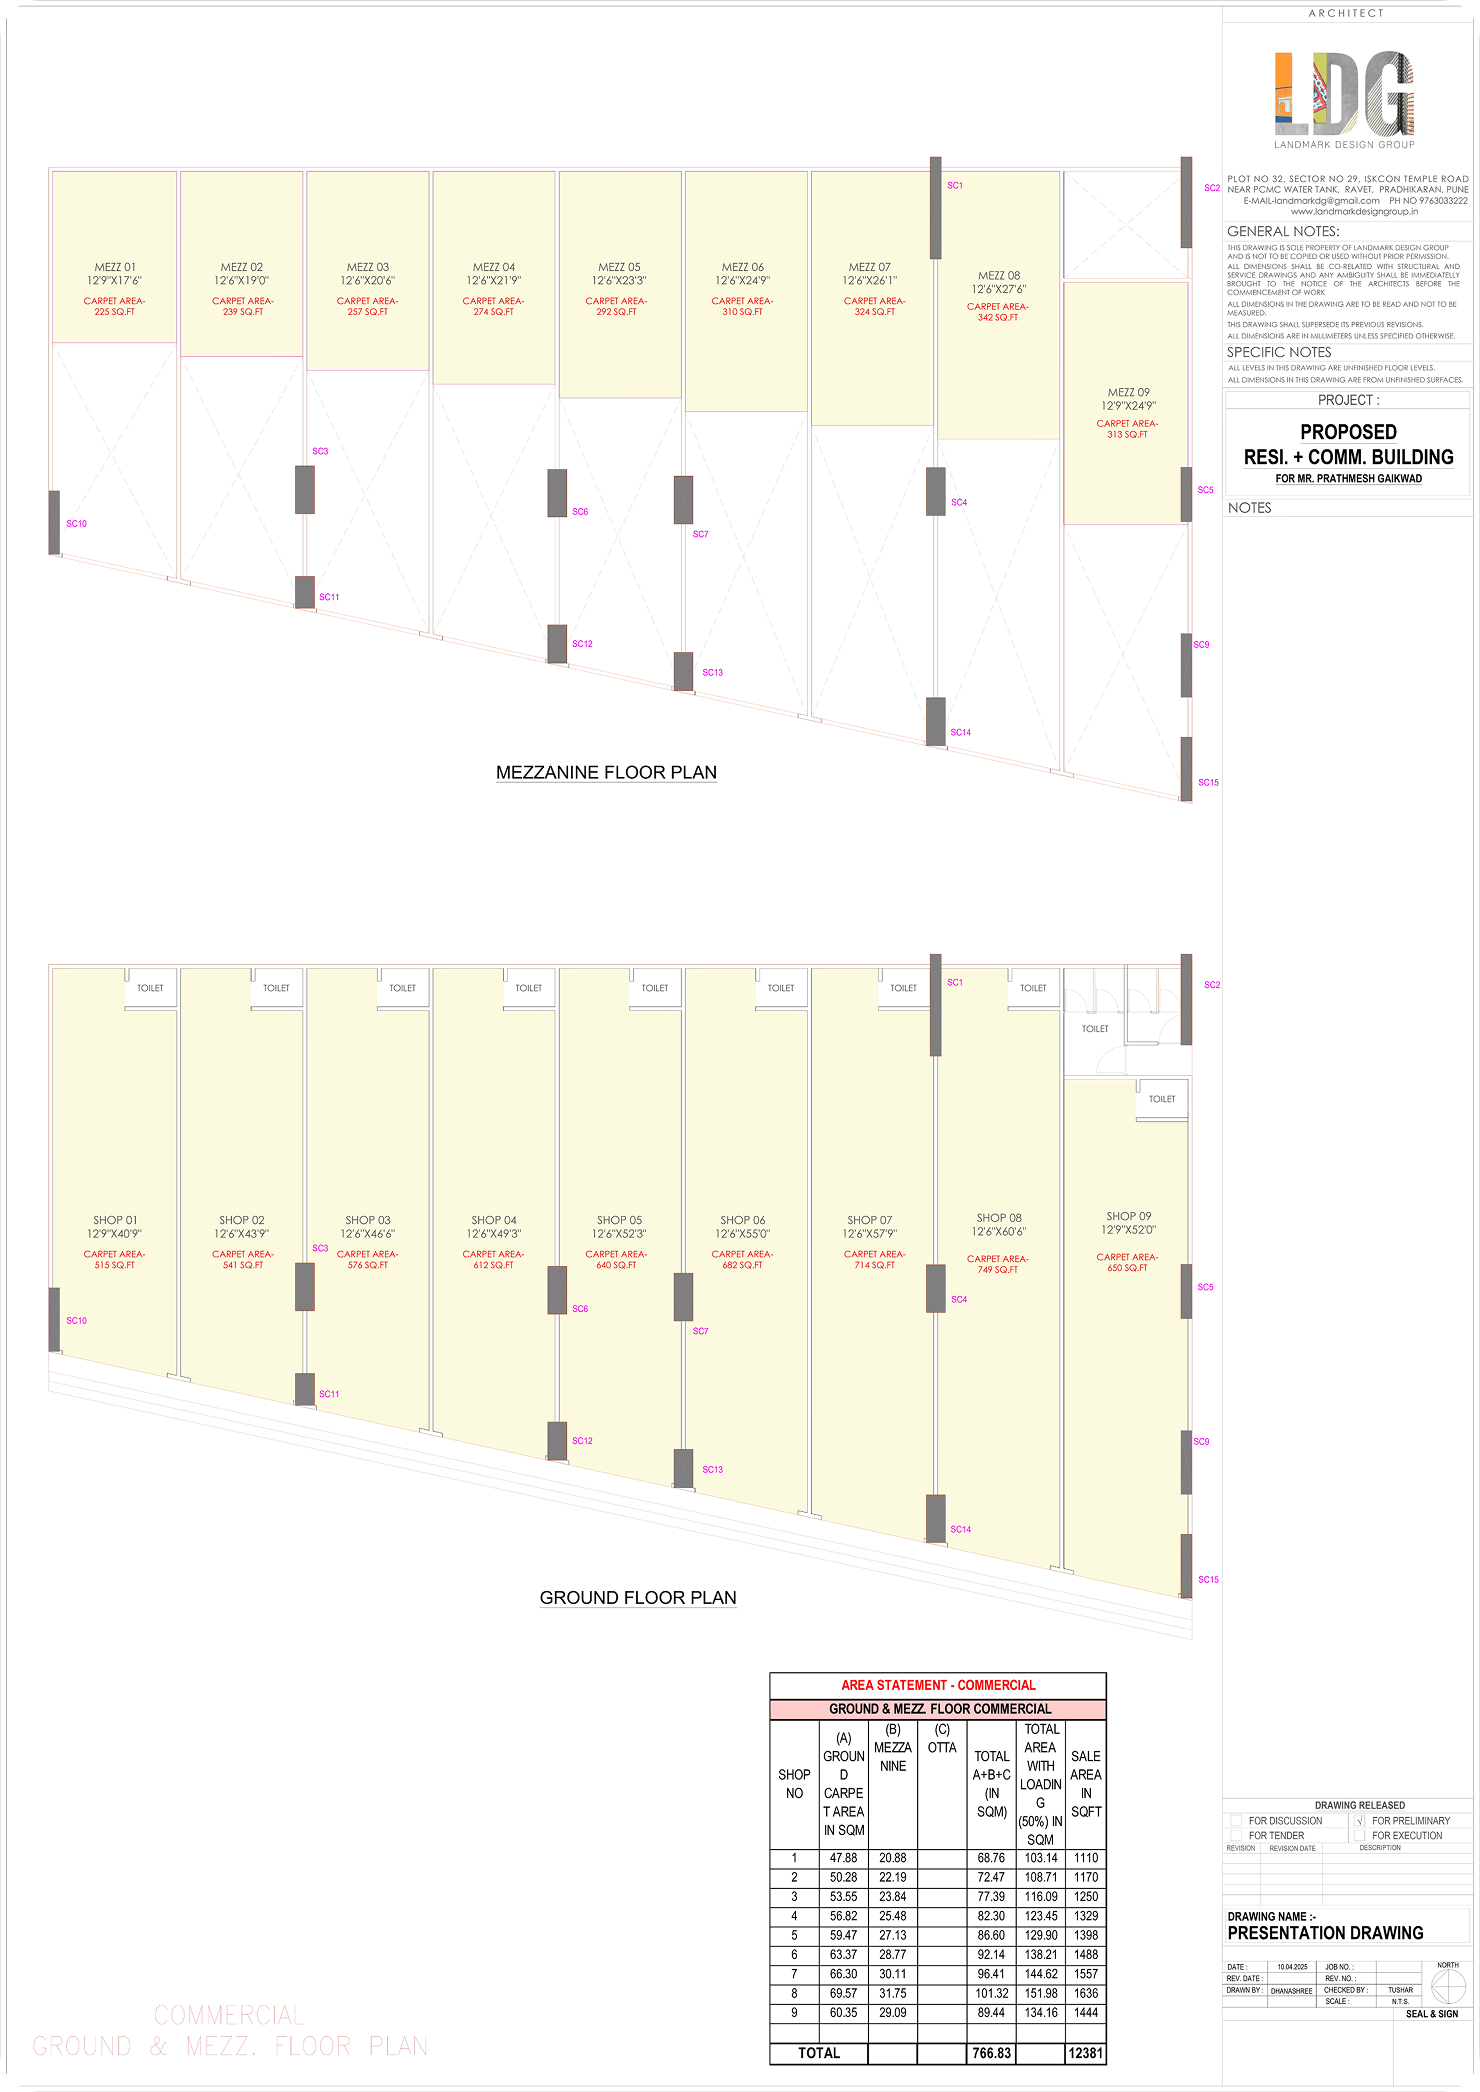 ARCHITECT
LDG
LANDMARK DESIGN GROUP
PLOT NO 32, SECTOR NO 29, ISKCON TEMPLE ROAD
NEAR PCMC WATER TANK, RAVET, PRADHIKARAN, PUNE
E-MAIL-landmarkdg@gmail.com PH NO 9763033222
www.landmarkdesigngroup.in
GENERAL NOTES:
THIS DRAWING IS SOLE PROPERTY OF LANDMARK DESIGN GROUP
AND IS NOT TO BE COPIED OR USED WITHOUT PRIOR PERMISSION.
ALL DIMENSIONS SHALL BE CO-RELATED WITH STRUCTURAL AND
SERVICE DRAWINGS AND ANY AMBIGUITY SHALL BE IMMEDIATELLY
BROUGHT TO THE NOTICE OF THE ARCHITECTS BEFORE THE
COMMENCEMENT OF WORK
ALL DIMENSIONS IN THE DRAWING ARE TO BE READ AND NOT TO BE
MEASURED.
THIS DRAWING SHALL SUPERSEDE ITS PREVIOUS REVISIONS.
ALL DIMENSIONS ARE IN MILLIMETERS UNLESS SPECIFIED OTHERWISE.
SPECIFIC NOTES
ALL LEVELS IN THIS DRAWING ARE UNFINISHED FLOOR LEVELS.
ALL DIMENSIONS IN THIS DRAWING ARE FROM UNFINISHED SURFACES.
PROJECT :
PROPOSED
RESI. + COMM. BUILDING
FOR MR. PRATHMESH GAIKWAD
NOTES
SC1
SC2
MEZZ 01
12'9"X17'6"
CARPET AREA-
225 SQ.FT
MEZZ 02
12'6"X19'0"
CARPET AREA-
239 SQ.FT
MEZZ 03
12'6"X20'6"
CARPET AREA-
257 SQ.FT
MEZZ 04
12'6"X21'9"
CARPET AREA-
274 SQ.FT
MEZZ 05
12'6"X23'3"
CARPET AREA-
292 SQ.FT
MEZZ 06
12'6"X24'9"
CARPET AREA-
310 SQ.FT
MEZZ 07
12'6"X26'1"
CARPET AREA-
324 SQ.FT
MEZZ 08
12'6"X27'6"
CARPET AREA-
342 SQ.FT
MEZZ 09
12'9"X24'9"
CARPET AREA-
313 SQ.FT
SC3
SC10
SC6
SC7
SC4
SC5
SC11
SC12
SC13
SC9
SC14
SC15
MEZZANINE FLOOR PLAN
TOILET
TOILET
TOILET
TOILET
TOILET
TOILET
TOILET
TOILET
SC1
SC2
TOILET
TOILET
SHOP 01
12'9"X40'9"
CARPET AREA-
515 SQ.FT
SHOP 02
12'6"X43'9"
CARPET AREA-
541 SQ.FT
SHOP 03
12'6"X46'6"
CARPET AREA-
576 SQ.FT
SHOP 04
12'6"X49'3"
CARPET AREA-
612 SQ.FT
SHOP 05
12'6"X52'3"
CARPET AREA-
640 SQ.FT
SHOP 06
12'6"X55'0"
CARPET AREA-
682 SQ.FT
SHOP 07
12'6"X57'9"
CARPET AREA-
714 SQ.FT
SHOP 08
12'6"X60'6"
CARPET AREA-
749 SQ.FT
SHOP 09
12'9"X52'0"
CARPET AREA-
650 SQ.FT
SC3
SC10
SC6
SC7
SC4
SC5
SC11
SC12
SC13
SC9
SC14
SC15
GROUND FLOOR PLAN
AREA STATEMENT - COMMERCIAL
GROUND & MEZZ. FLOOR COMMERCIAL
SHOP
NO
(A)
GROUN
D
CARPE
T AREA
IN SQM
(B)
MEZZA
NINE
(C)
OTTA
TOTAL
A+B+C
(IN
SQM)
TOTAL
AREA
WITH
LOADIN
G
(50%) IN
SQM
SALE
AREA
IN
SQFT
1 47.88 20.88 68.76 103.14 1110
2 50.28 22.19 72.47 108.71 1170
3 53.55 23.84 77.39 116.09 1250
4 56.82 25.48 82.30 123.45 1329
5 59.47 27.13 86.60 129.90 1398
6 63.37 28.77 92.14 138.21 1488
7 66.30 30.11 96.41 144.62 1557
8 69.57 31.75 101.32 151.98 1636
9 60.35 29.09 89.44 134.16 1444
TOTAL 766.83 12381
COMMERCIAL
GROUND & MEZZ. FLOOR PLAN
DRAWING RELEASED
FOR DISCUSSION √ FOR PRELIMINARY
FOR TENDER FOR EXECUTION
REVISION REVISION DATE DESCRIPTION
DRAWING NAME :-
PRESENTATION DRAWING
DATE : 10.04.2025 JOB NO. : NORTH
REV. DATE : REV. NO. :
DRAWN BY : DHANASHREE CHECKED BY : TUSHAR
SCALE : N.T.S.
SEAL & SIGN